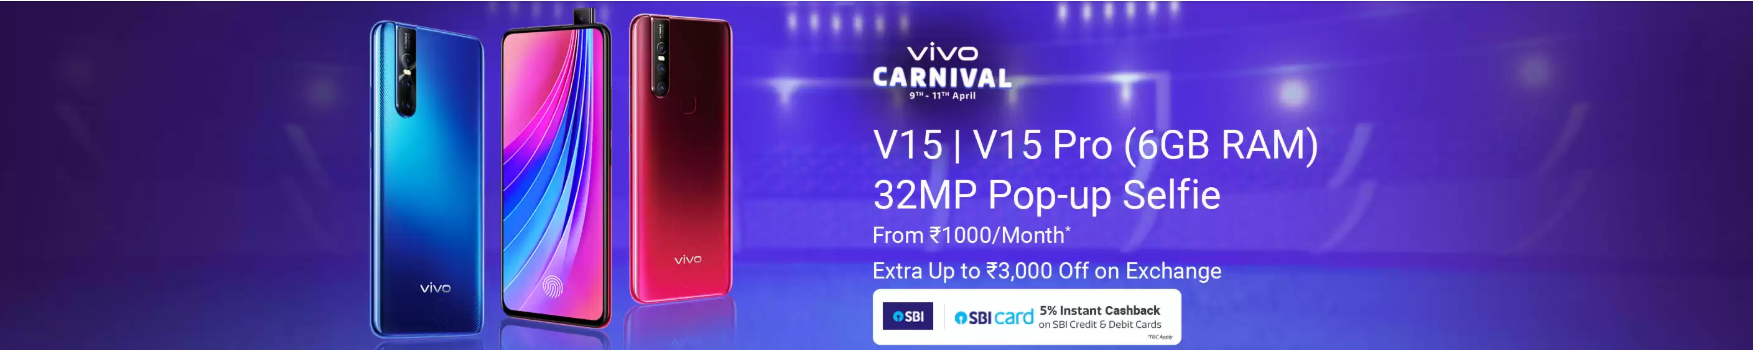 vivo
CARNIVAL
9TH - 11TH April
V15 | V15 Pro (6GB RAM)
32MP Pop-up Selfie
From ₹1000/Month*
Extra Up to ₹3,000 Off on Exchange
SBI
SBI card
5% Instant Cashback
on SBI Credit & Debit Cards
*T&C Apply
vivo
vivo